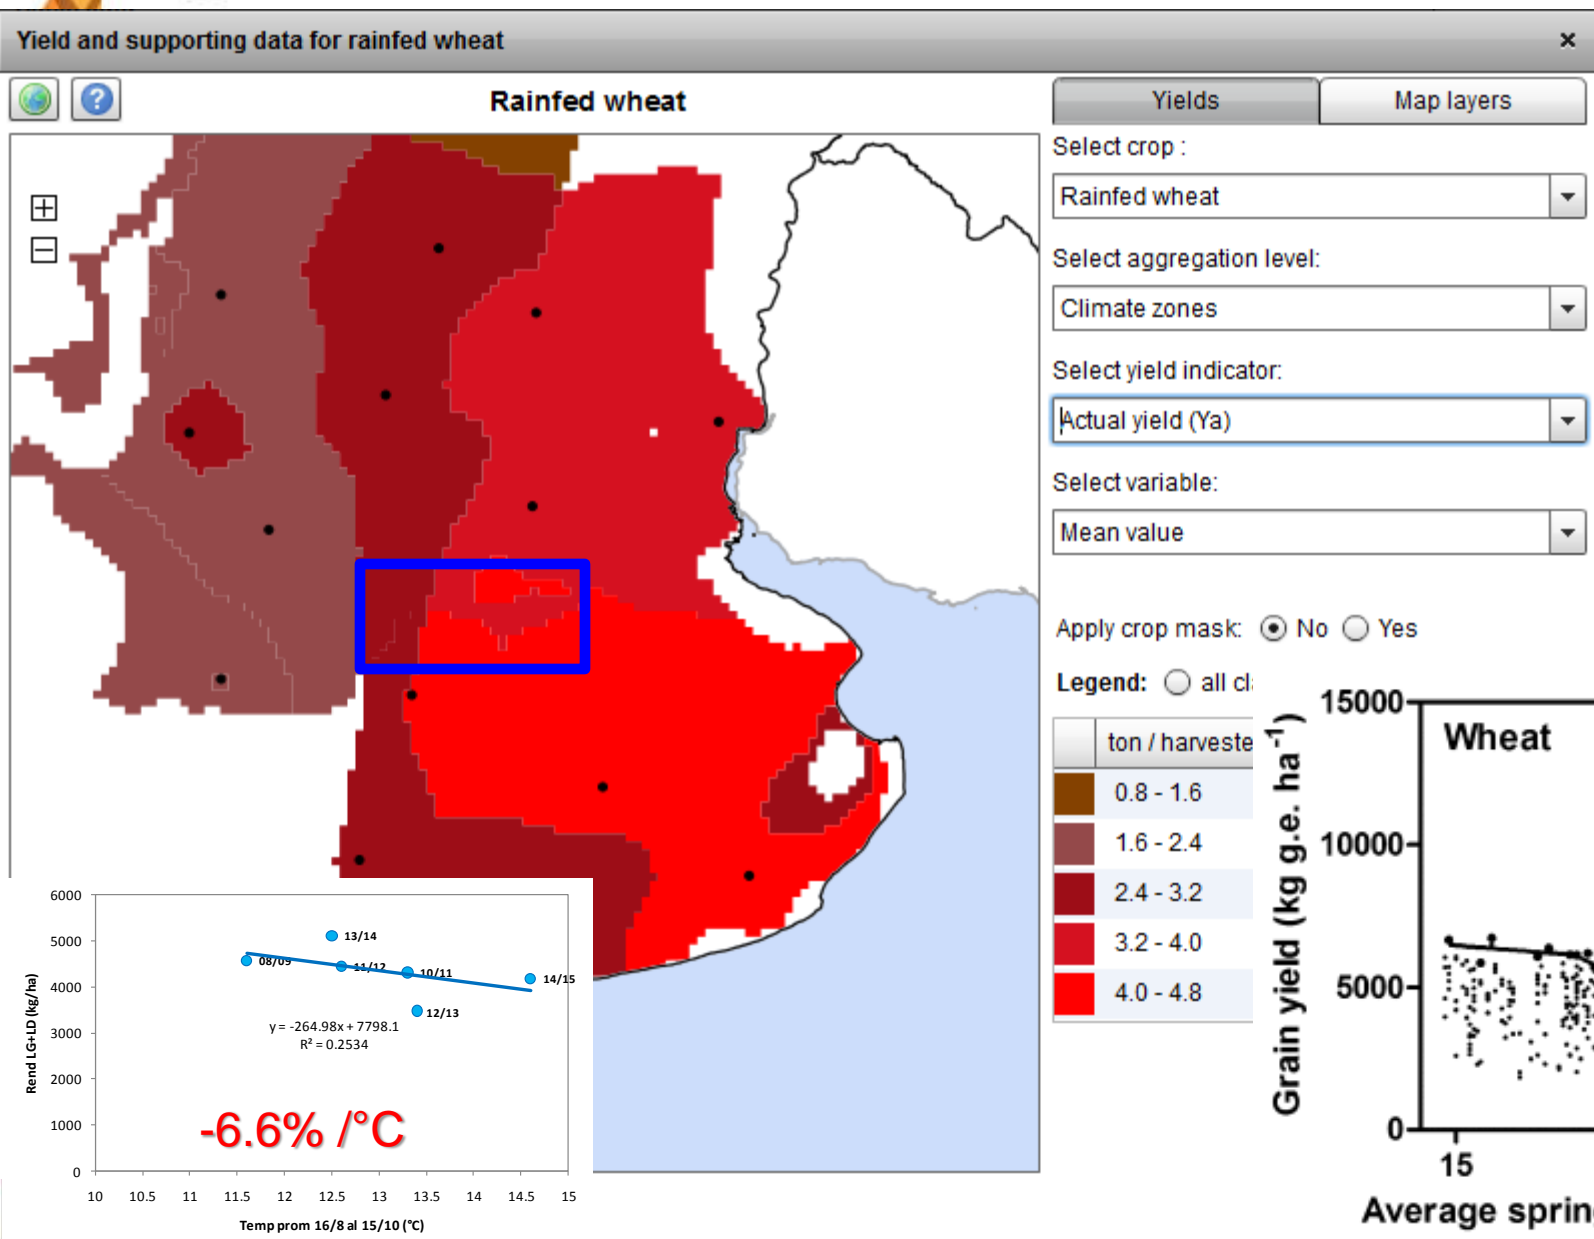 Yield and supporting data for rainfed wheat
×
?
Rainfed wheat
Yields
Map layers
Select crop :
Rainfed wheat
Select aggregation level:
Climate zones
Select yield indicator:
Actual yield (Ya)
Select variable:
Mean value
Apply crop mask: No Yes
Legend: all cl
ton / harveste
0.8 - 1.6
1.6 - 2.4
2.4 - 3.2
3.2 - 4.0
4.0 - 4.8
6000
5000
4000
3000
2000
1000
0
Rend LG+LD (kg/ha)
13/14
08/09
11/12
10/11
14/15
12/13
y = -264.98x + 7798.1
R² = 0.2534
-6.6% /°C
10 10.5 11 11.5 12 12.5 13 13.5 14 14.5 15
Temp prom 16/8 al 15/10 (°C)
Grain yield (kg g.e. ha⁻¹)
15000
10000
5000
0
Wheat
15
Average spring